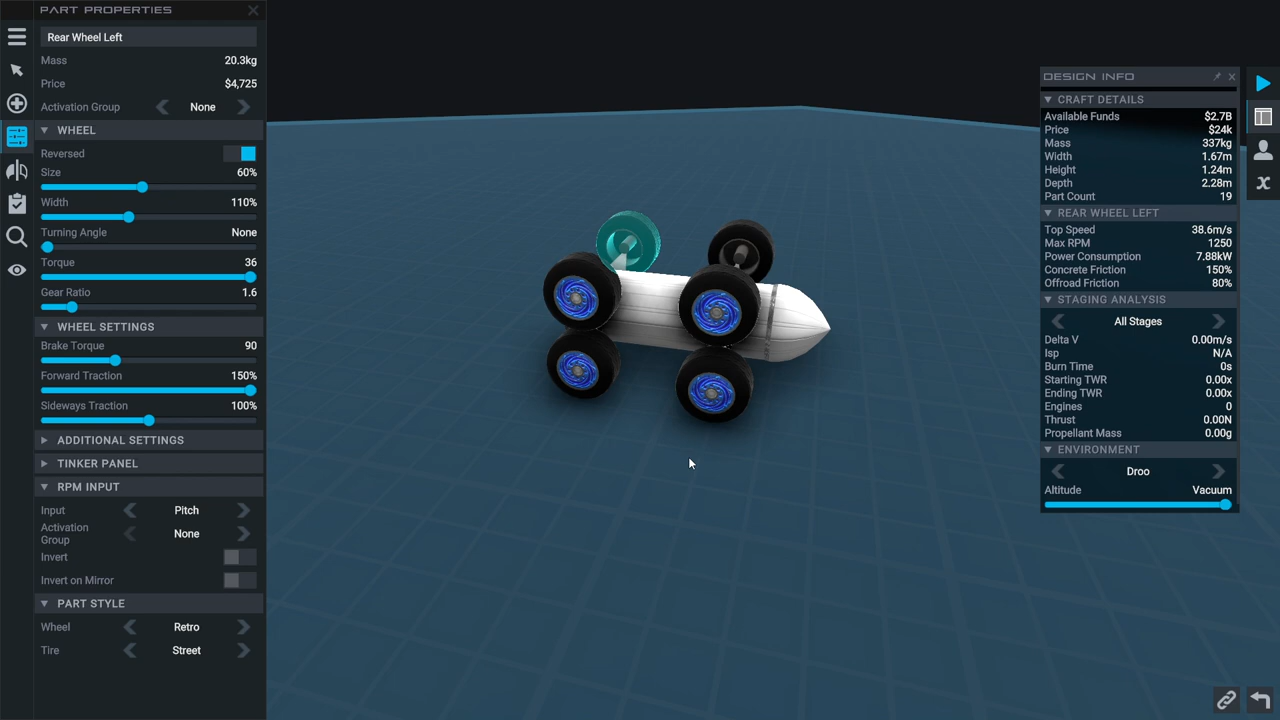 PART PROPERTIES
Rear Wheel Left
Mass 20.3kg
Price $4,725
Activation Group None
WHEEL
Reversed
Size 60%
Width 110%
Turning Angle None
Torque 36
Gear Ratio 1.6
WHEEL SETTINGS
Brake Torque 90
Forward Traction 150%
Sideways Traction 100%
ADDITIONAL SETTINGS
TINKER PANEL
RPM INPUT
Input Pitch
Activation
Group None
Invert
Invert on Mirror
PART STYLE
Wheel Retro
Tire Street
DESIGN INFO
CRAFT DETAILS
Available Funds $2.7B
Price $24k
Mass 337kg
Width 1.67m
Height 1.24m
Depth 2.28m
Part Count 19
REAR WHEEL LEFT
Top Speed 38.6m/s
Max RPM 1250
Power Consumption 7.88kW
Concrete Friction 150%
Offroad Friction 80%
STAGING ANALYSIS
All Stages
Delta V 0.00m/s
Isp N/A
Burn Time 0s
Starting TWR 0.00x
Ending TWR 0.00x
Engines 0
Thrust 0.00N
Propellant Mass 0.00g
ENVIRONMENT
Droo
Altitude Vacuum